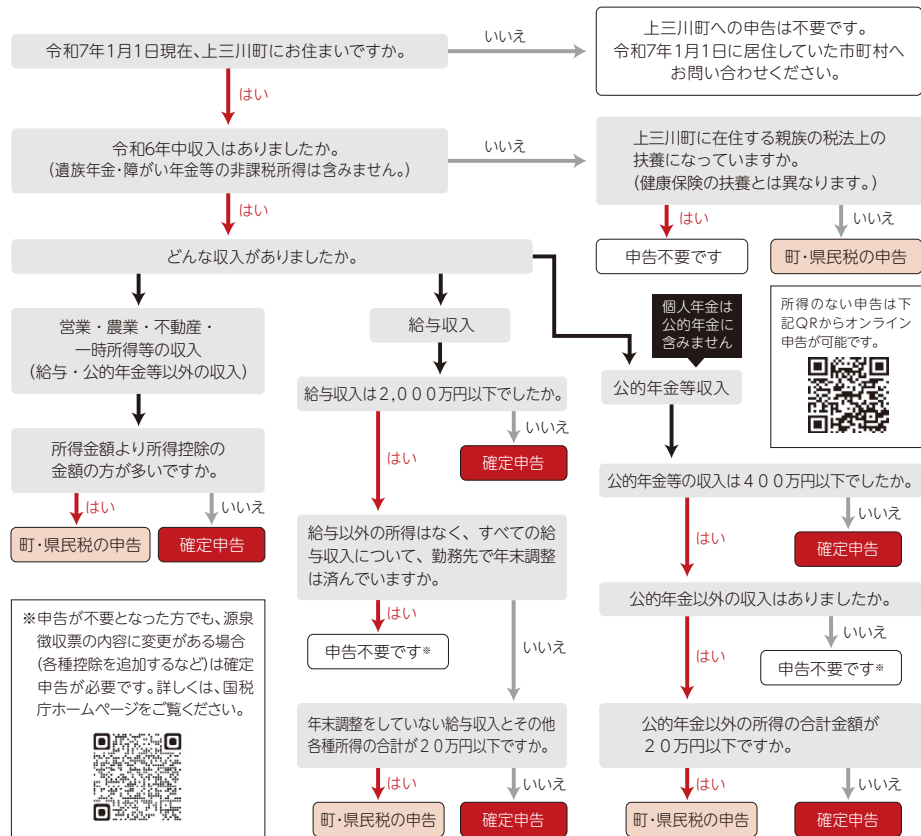 令和7年1月1日現在、上三川町にお住まいですか。
いいえ
上三川町への申告は不要です。
令和7年1月1日に居住していた市町村へ
お問い合わせください。
はい
令和6年中収入はありましたか。
(遺族年金・障がい年金等の非課税所得は含みません。)
いいえ
上三川町に在住する親族の税法上の
扶養になっていますか。
(健康保険の扶養とは異なります。)
はい
はい
いいえ
申告不要です
町・県民税の申告
どんな収入がありましたか。
所得のない申告は下
記QRからオンライン
申告が可能です。
営業・農業・不動産・
一時所得等の収入
(給与・公的年金等以外の収入)
給与収入
個人年金は
公的年金に
含みません
公的年金等収入
所得金額より所得控除の
金額の方が多いですか。
はい
いいえ
町・県民税の申告
確定申告
給与収入は2,000万円以下でしたか。
はい
いいえ
確定申告
給与以外の所得はなく、すべての給
与収入について、勤務先で年末調整
は済んでいますか。
はい
いいえ
申告不要です※
年末調整をしていない給与収入とその他
各種所得の合計が20万円以下ですか。
はい
いいえ
町・県民税の申告
確定申告
公的年金等の収入は400万円以下でしたか。
はい
いいえ
確定申告
公的年金以外の収入はありましたか。
はい
いいえ
申告不要です※
公的年金以外の所得の合計金額が
20万円以下ですか。
はい
いいえ
町・県民税の申告
確定申告
※申告が不要となった方でも、源泉
徴収票の内容に変更がある場合
(各種控除を追加するなど)は確定
申告が必要です。詳しくは、国税
庁ホームページをご覧ください。